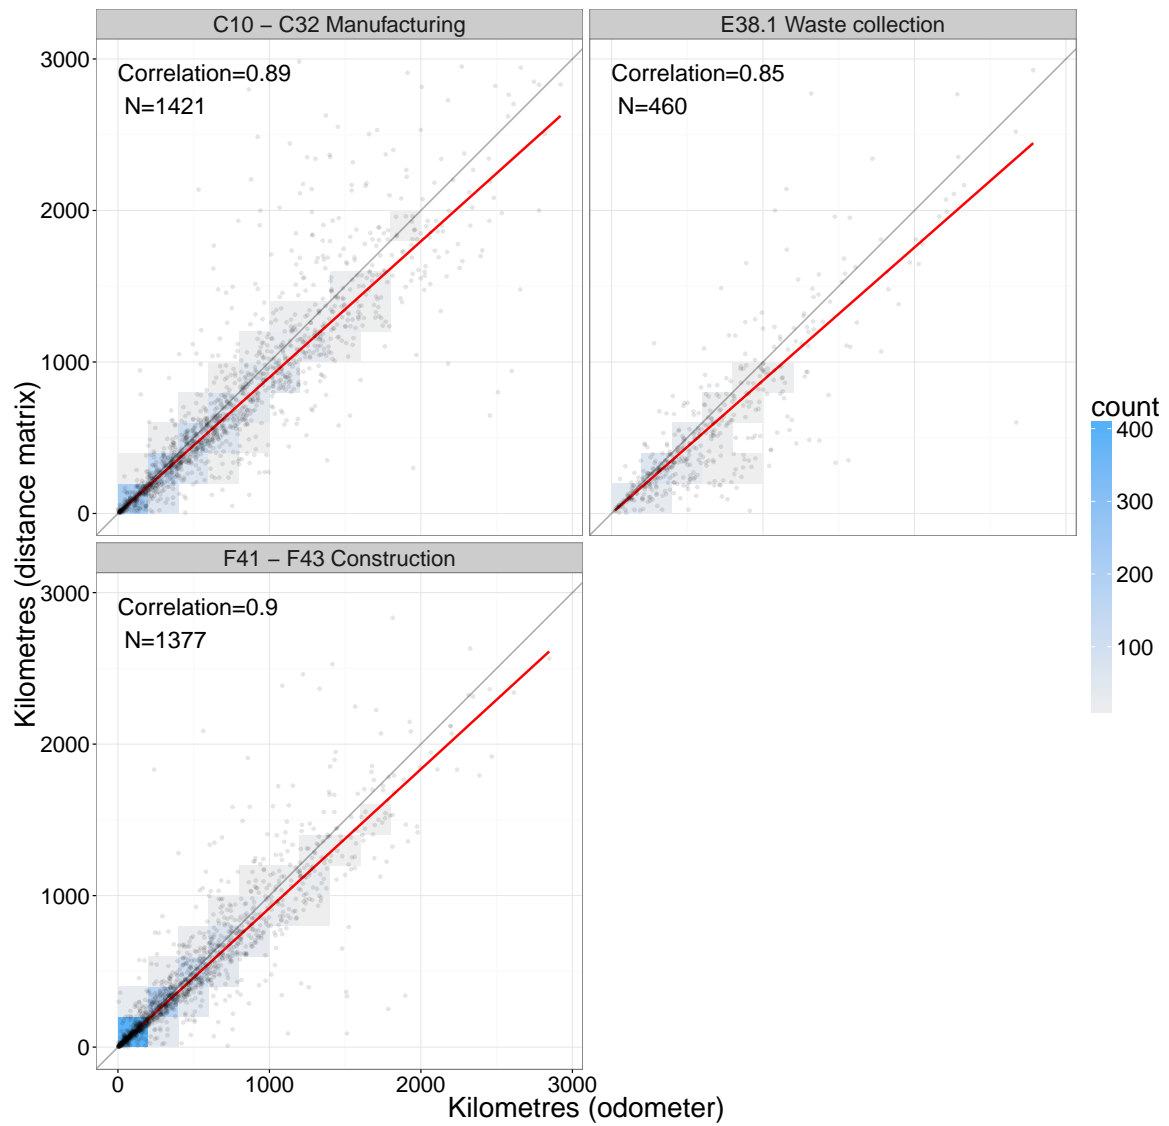 C10 – C32 Manufacturing
E38.1 Waste collection
3000
Correlation=0.89
N=1421
Correlation=0.85
N=460
2000
1000
0
F41 – F43 Construction
3000
Correlation=0.9
N=1377
2000
1000
0
0 1000 2000 3000
Kilometres (odometer)
Kilometres (distance matrix)
count
400
300
200
100